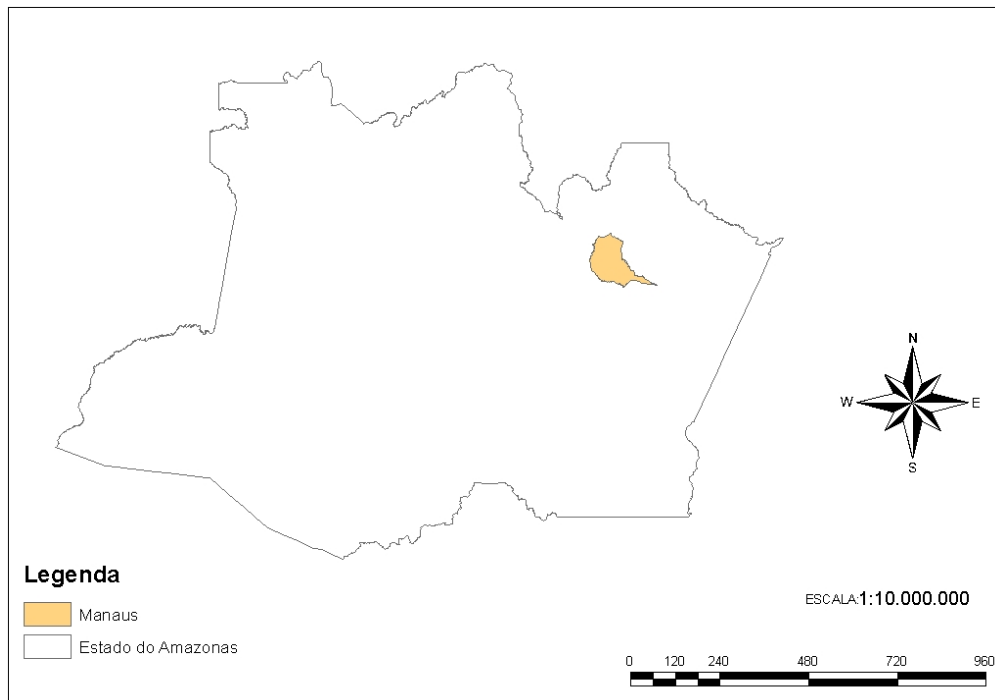 N
W E
S
Legenda
Manaus
Estado do Amazonas
ESCALA:1:10.000.000
0 120 240 480 720 960